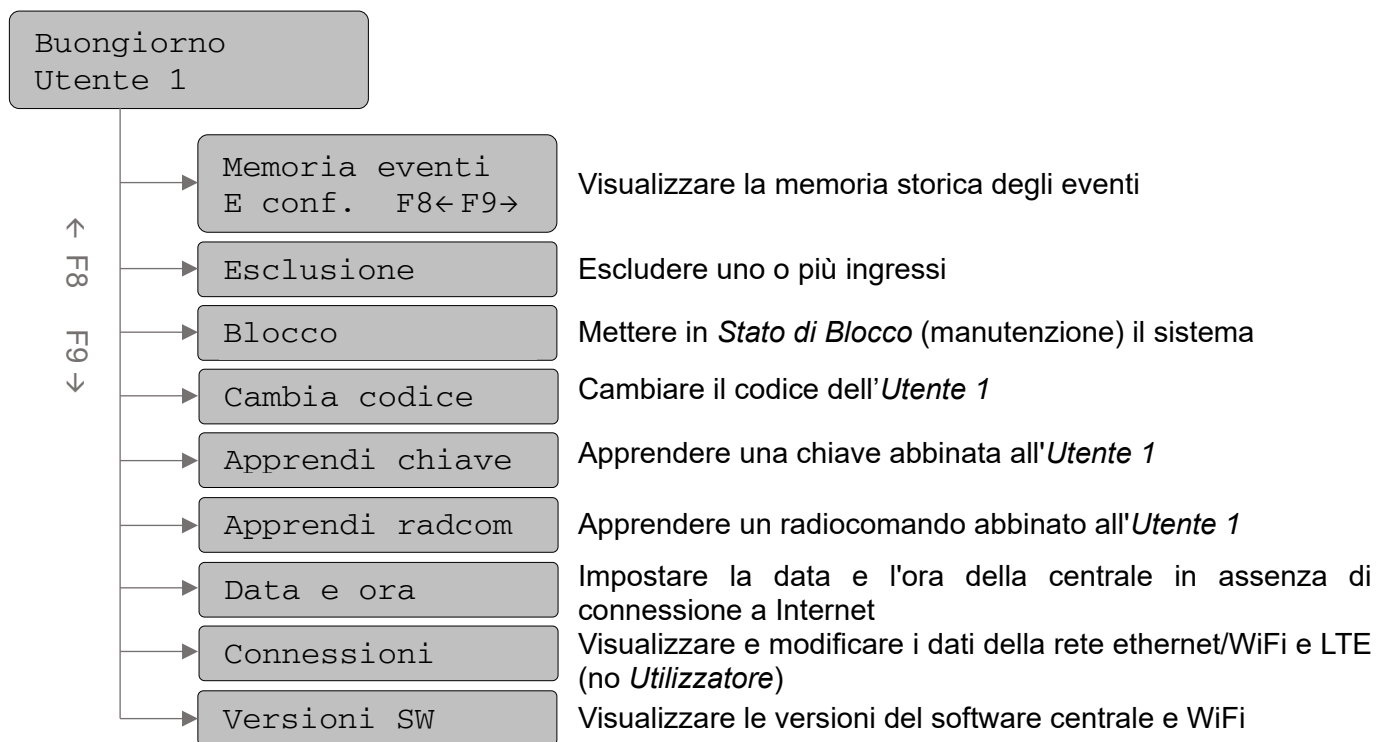 Buongiorno
Utente 1
Memoria eventi
E conf. F8← F9→
Visualizzare la memoria storica degli eventi
← F8 F9 →
Esclusione
Escludere uno o più ingressi
Blocco
Mettere in Stato di Blocco (manutenzione) il sistema
Cambia codice
Cambiare il codice dell’Utente 1
Apprendi chiave
Apprendere una chiave abbinata all'Utente 1
Apprendi radcom
Apprendere un radiocomando abbinato all'Utente 1
Data e ora
Impostare la data e l'ora della centrale in assenza di
connessione a Internet
Connessioni
Visualizzare e modificare i dati della rete ethernet/WiFi e LTE
(no Utilizzatore)
Versioni SW
Visualizzare le versioni del software centrale e WiFi